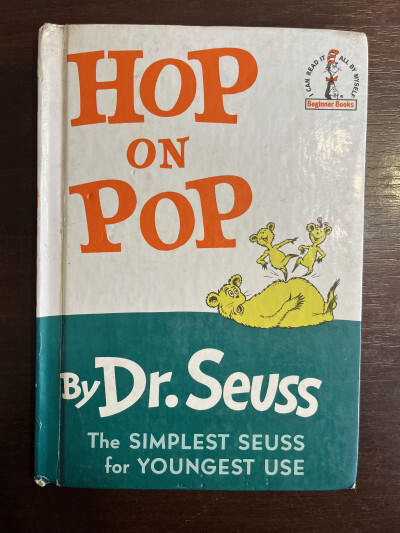 HOP
ON
POP
I CAN READ IT ALL BY MYSELF
Beginner Books
By Dr. Seuss
The SIMPLEST SEUSS
for YOUNGEST USE